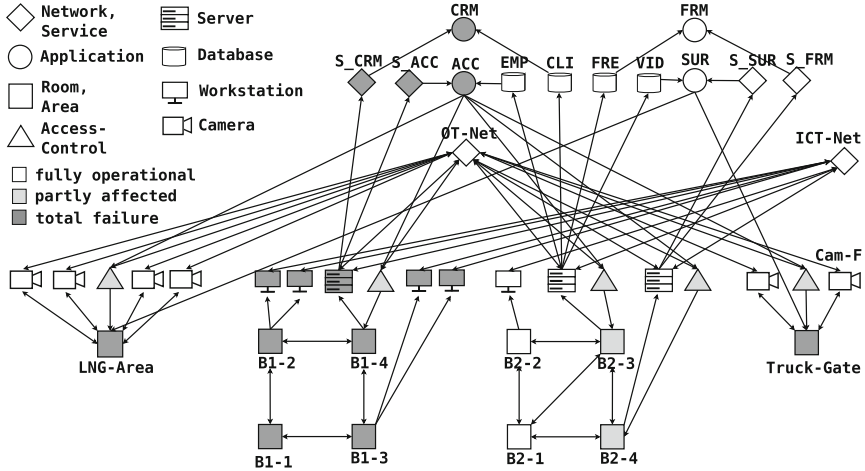 Network,
Service
Server
Application
Database
Room,
Area
Workstation
Access-
Control
Camera
fully operational
partly affected
total failure
CRM
FRM
S_CRM
S_ACC
ACC
EMP
CLI
FRE
VID
SUR
S_SUR
S_FRM
OT-Net
ICT-Net
Cam-F
LNG-Area
B1-2
B1-4
B2-2
B2-3
Truck-Gate
B1-1
B1-3
B2-1
B2-4